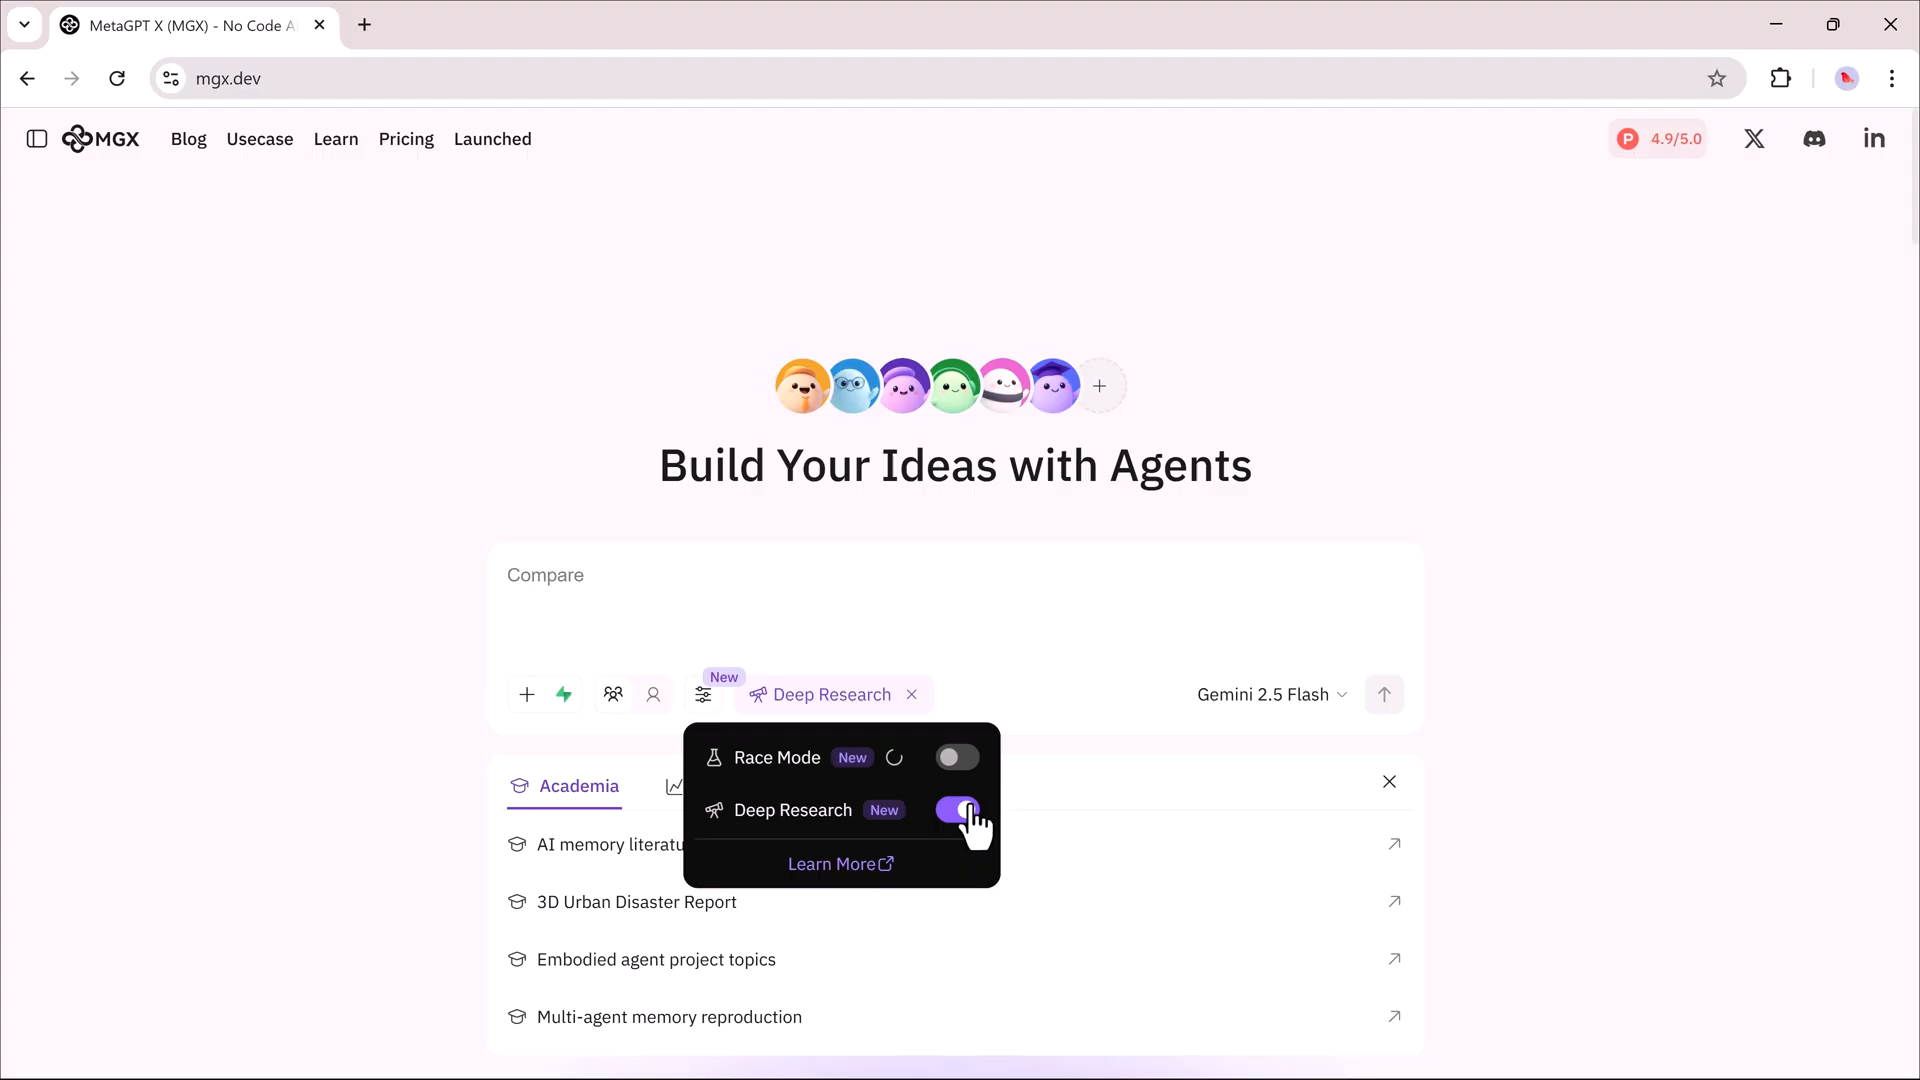 MetaGPT X (MGX) - No Code A
mgx.dev
MGX
Blog
Usecase
Learn
Pricing
Launched
P 4.9/5.0
Build Your Ideas with Agents
Compare
New
Deep Research
Gemini 2.5 Flash
Race Mode New
Deep Research New
Learn More
Academia
AI memory literatu
3D Urban Disaster Report
Embodied agent project topics
Multi-agent memory reproduction